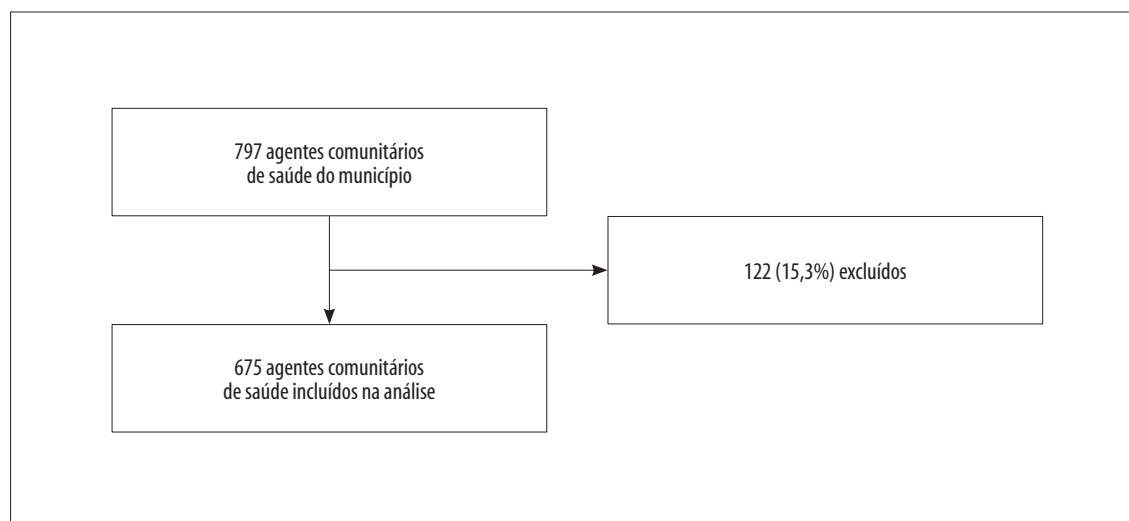 797 agentes comunitários
de saúde do município
122 (15,3%) excluídos
675 agentes comunitários
de saúde incluídos na análise